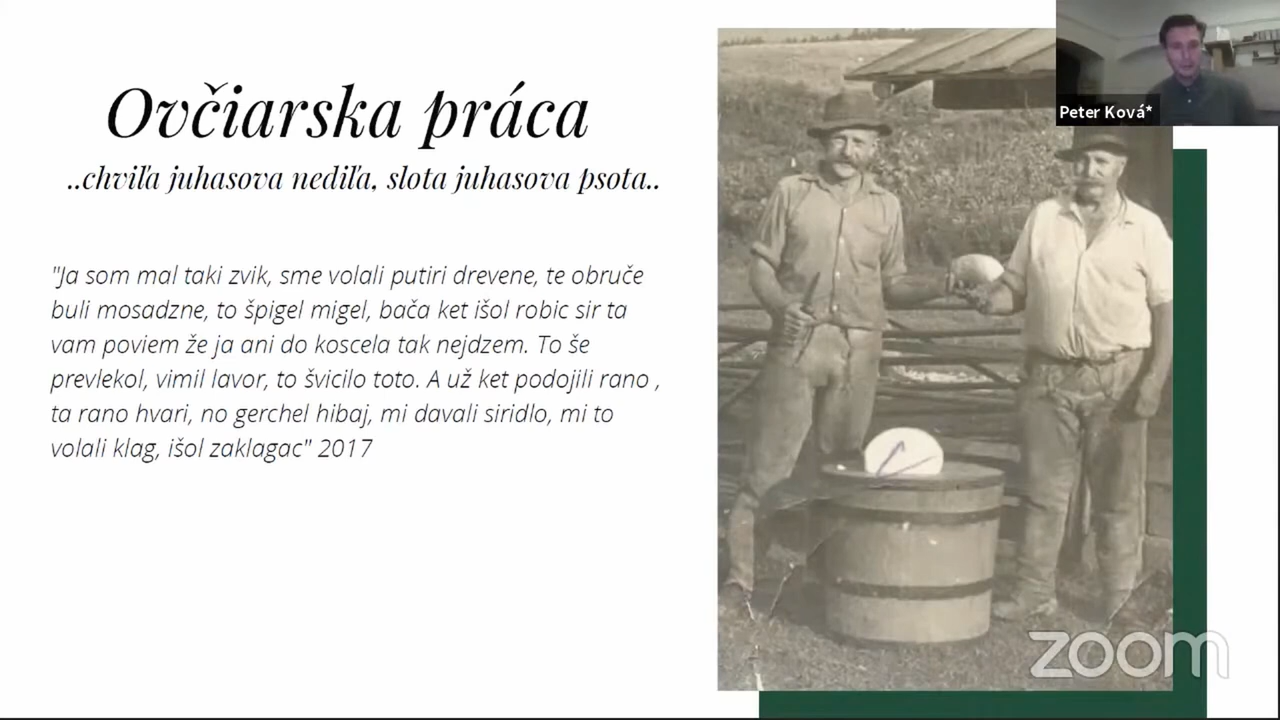 Ovčiarska práca
..chviľa juhasova nediľa, slota juhasova psota..
"Ja som mal taki zvik, sme volali putiri drevene, te obruče
buli mosadzne, to špigel migel, bača ket išol robic sir ta
vam poviem že ja ani do koscela tak nejdzem. To še
prevlekol, vimil lavor, to švicilo toto. A už ket podojili rano ,
ta rano hvari, no gerchel hibaj, mi davali siridlo, mi to
volali klag, išol zaklagac" 2017
Peter Ková*
zoom